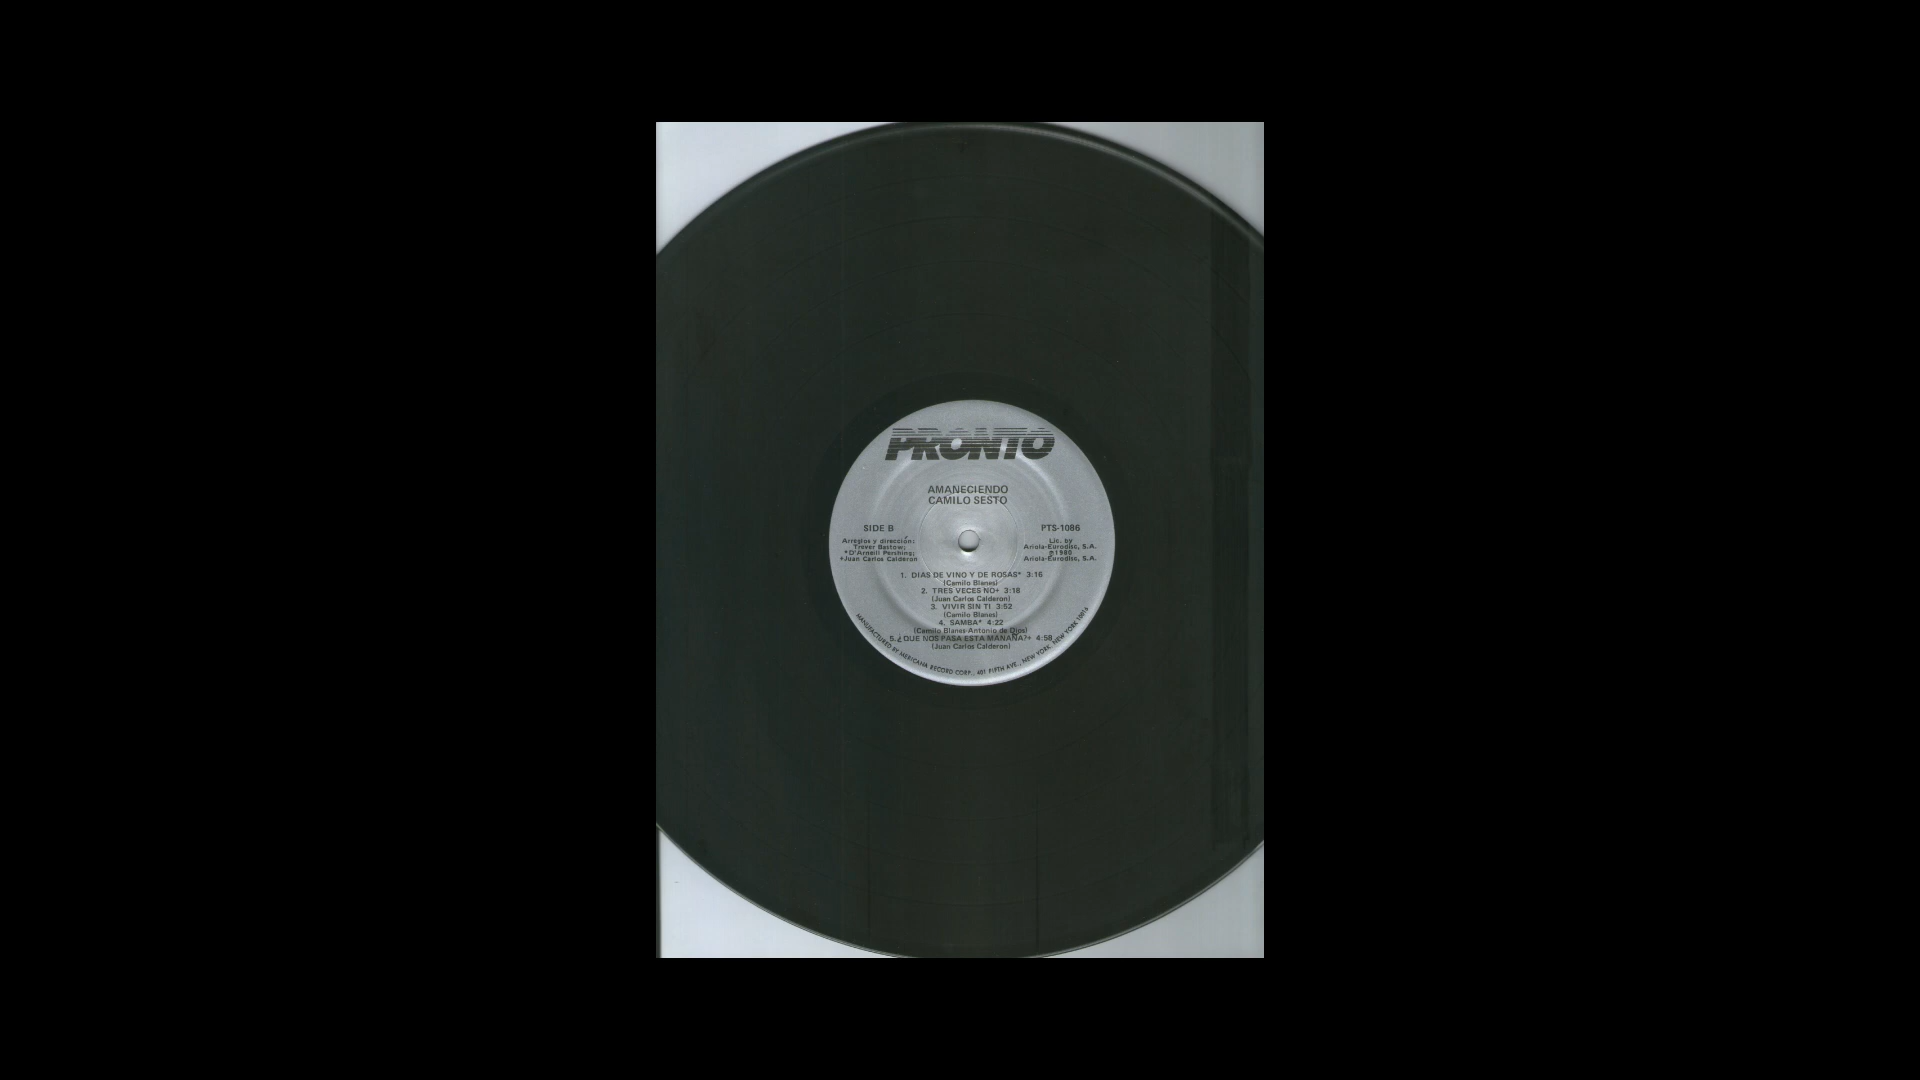 PRONTO
AMANECIENDO
CAMILO SESTO
SIDE B
PTS-1086
Arreglos y dirección:
Trevor Bastow;
*D'Arneill Pershing;
+Juan Carlos Calderon
Lic. by
Ariola-Eurodisc, S.A.
℗1980
Ariola-Eurodisc, S.A.
1. DIAS DE VINO Y DE ROSAS* 3:16
(Camilo Blanes)
2. TRES VECES NO+ 3:18
(Juan Carlos Calderon)
3. VIVIR SIN TI 3:52
(Camilo Blanes)
4. SAMBA* 4:22
(Camilo Blanes-Antonio de Dios)
5. ¿QUE NOS PASA ESTA MAÑANA?+ 4:58
(Juan Carlos Calderon)
MANUFACTURED BY MERICANA RECORD CORP., 401 FIFTH AVE., NEW YORK, NEW YORK 10016